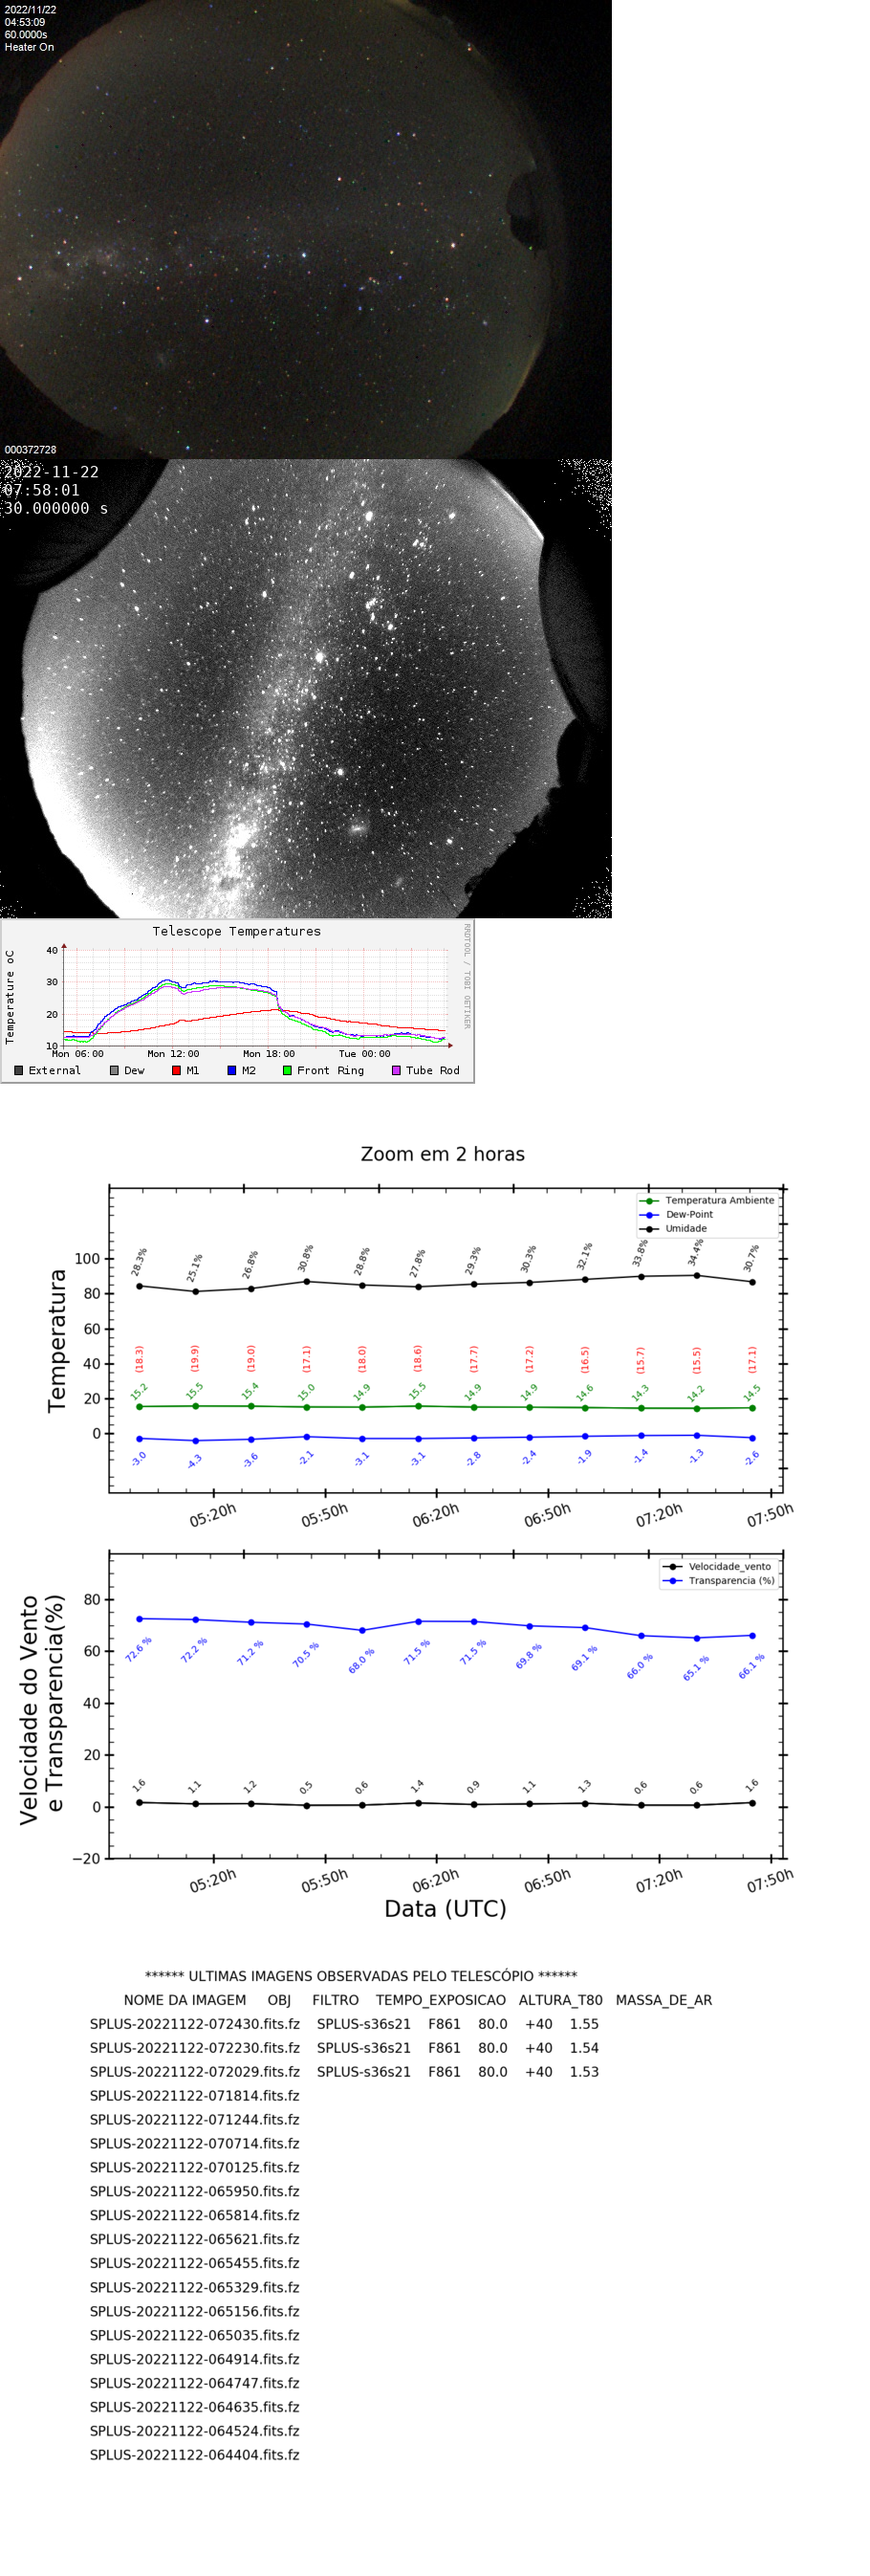 2022/11/22
04:53:09
60.0000s
Heater On
000372728
2022-11-22
07:58:01
30.000000 s
Telescope Temperatures
RRDTOOL / TOBI OETIKER
Temperature oC
40
30
20
10
Mon 06:00 Mon 12:00 Mon 18:00 Tue 00:00
External Dew M1 M2 Front Ring Tube Rod
Zoom em 2 horas
Temperatura Ambiente
Dew-Point
Umidade
Temperatura
100
80
60
40
20
0
28.3% 25.1% 26.8% 30.8% 28.8% 27.8% 29.3% 30.3% 32.1% 33.8% 34.4% 30.7%
(18.3) (19.9) (19.0) (17.1) (18.0) (18.6) (17.7) (17.2) (16.5) (15.7) (15.5) (17.1)
15.2 15.5 15.4 15.0 14.9 15.5 14.9 14.9 14.6 14.3 14.2 14.5
-3.0 -4.3 -3.6 -2.1 -3.1 -3.1 -2.8 -2.4 -1.9 -1.4 -1.3 -2.6
05:20h 05:50h 06:20h 06:50h 07:20h 07:50h
Velocidade_vento
Transparencia (%)
Velocidade do Vento
e Transparencia(%)
80
60
40
20
0
−20
72.6 % 72.2 % 71.2 % 70.5 % 68.0 % 71.5 % 71.5 % 69.8 % 69.1 % 66.0 % 65.1 % 66.1 %
1.6 1.1 1.2 0.5 0.6 1.4 0.9 1.1 1.3 0.6 0.6 1.6
05:20h 05:50h 06:20h 06:50h 07:20h 07:50h
Data (UTC)
****** ULTIMAS IMAGENS OBSERVADAS PELO TELESCÓPIO ******
NOME DA IMAGEM OBJ FILTRO TEMPO_EXPOSICAO ALTURA_T80 MASSA_DE_AR
SPLUS-20221122-072430.fits.fz SPLUS-s36s21 F861 80.0 +40 1.55
SPLUS-20221122-072230.fits.fz SPLUS-s36s21 F861 80.0 +40 1.54
SPLUS-20221122-072029.fits.fz SPLUS-s36s21 F861 80.0 +40 1.53
SPLUS-20221122-071814.fits.fz
SPLUS-20221122-071244.fits.fz
SPLUS-20221122-070714.fits.fz
SPLUS-20221122-070125.fits.fz
SPLUS-20221122-065950.fits.fz
SPLUS-20221122-065814.fits.fz
SPLUS-20221122-065621.fits.fz
SPLUS-20221122-065455.fits.fz
SPLUS-20221122-065329.fits.fz
SPLUS-20221122-065156.fits.fz
SPLUS-20221122-065035.fits.fz
SPLUS-20221122-064914.fits.fz
SPLUS-20221122-064747.fits.fz
SPLUS-20221122-064635.fits.fz
SPLUS-20221122-064524.fits.fz
SPLUS-20221122-064404.fits.fz